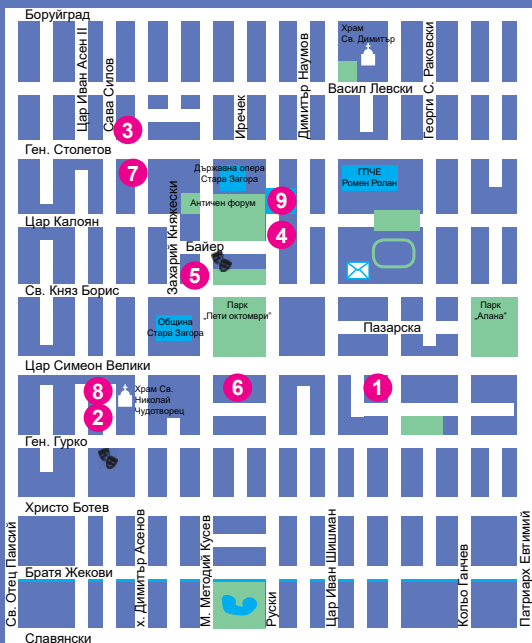 Боруйград
Цар Иван Асен II
Сава Силов
Иречек
Димитър Наумов
Храм
Св. Димитър
Васил Левски
Георги С. Раковски
3
Ген. Столетов
7
Държавна опера
Стара Загора
ГПЧЕ
Ромен Ролан
Захарий Княжески
Античен форум
9
Цар Калоян
4
Байер
5
Св. Княз Борис
Парк
„Пети октомври"
Парк
„Алана"
Община
Стара Загора
Пазарска
Цар Симеон Велики
8
Храм Св.
Николай
Чудотворец
6
1
2
Ген. Гурко
Христо Ботев
Св. Отец Паисий
х. Димитър Асенов
М. Методий Кусев
Руски
Цар Иван Шишман
Кольо Ганчев
Патриарх Евтимий
Братя Жекови
Славянски